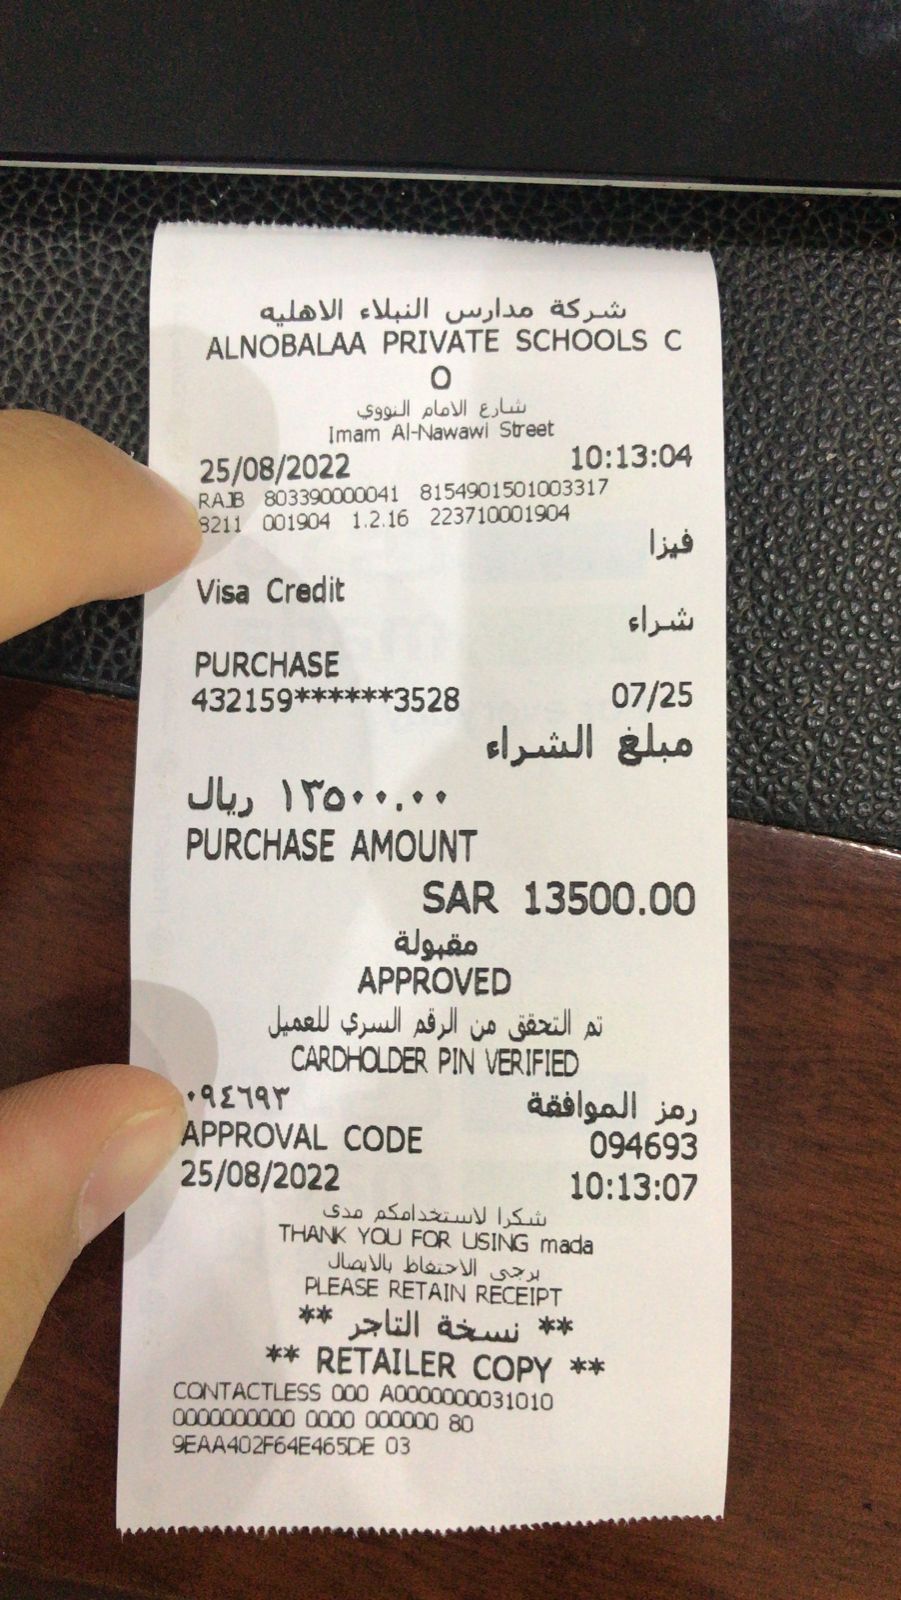 شركة مدارس النبلاء الاهليه
ALNOBALAA PRIVATE SCHOOLS C
O
شارع الامام النووي
Imam Al-Nawawi Street
25/08/2022 10:13:04
RAJB 803390000041 8154901501003317
8211 001904 1.2.16 223710001904
فيزا
Visa Credit
شراء
PURCHASE
432159******3528 07/25
مبلغ الشراء
١٣٥٠٠.٠٠ ريال
PURCHASE AMOUNT
SAR 13500.00
مقبولة
APPROVED
تم التحقق من الرقم السري للعميل
CARDHOLDER PIN VERIFIED
رمز الموافقة ٠٩٤٦٩٣
APPROVAL CODE 094693
25/08/2022 10:13:07
شكرا لاستخدامكم مدى
THANK YOU FOR USING mada
يرجى الاحتفاظ بالايصال
PLEASE RETAIN RECEIPT
** نسخة التاجر **
** RETAILER COPY **
CONTACTLESS 000 A0000000031010
0000000000 0000 000000 80
9EAA402F64E465DE 03